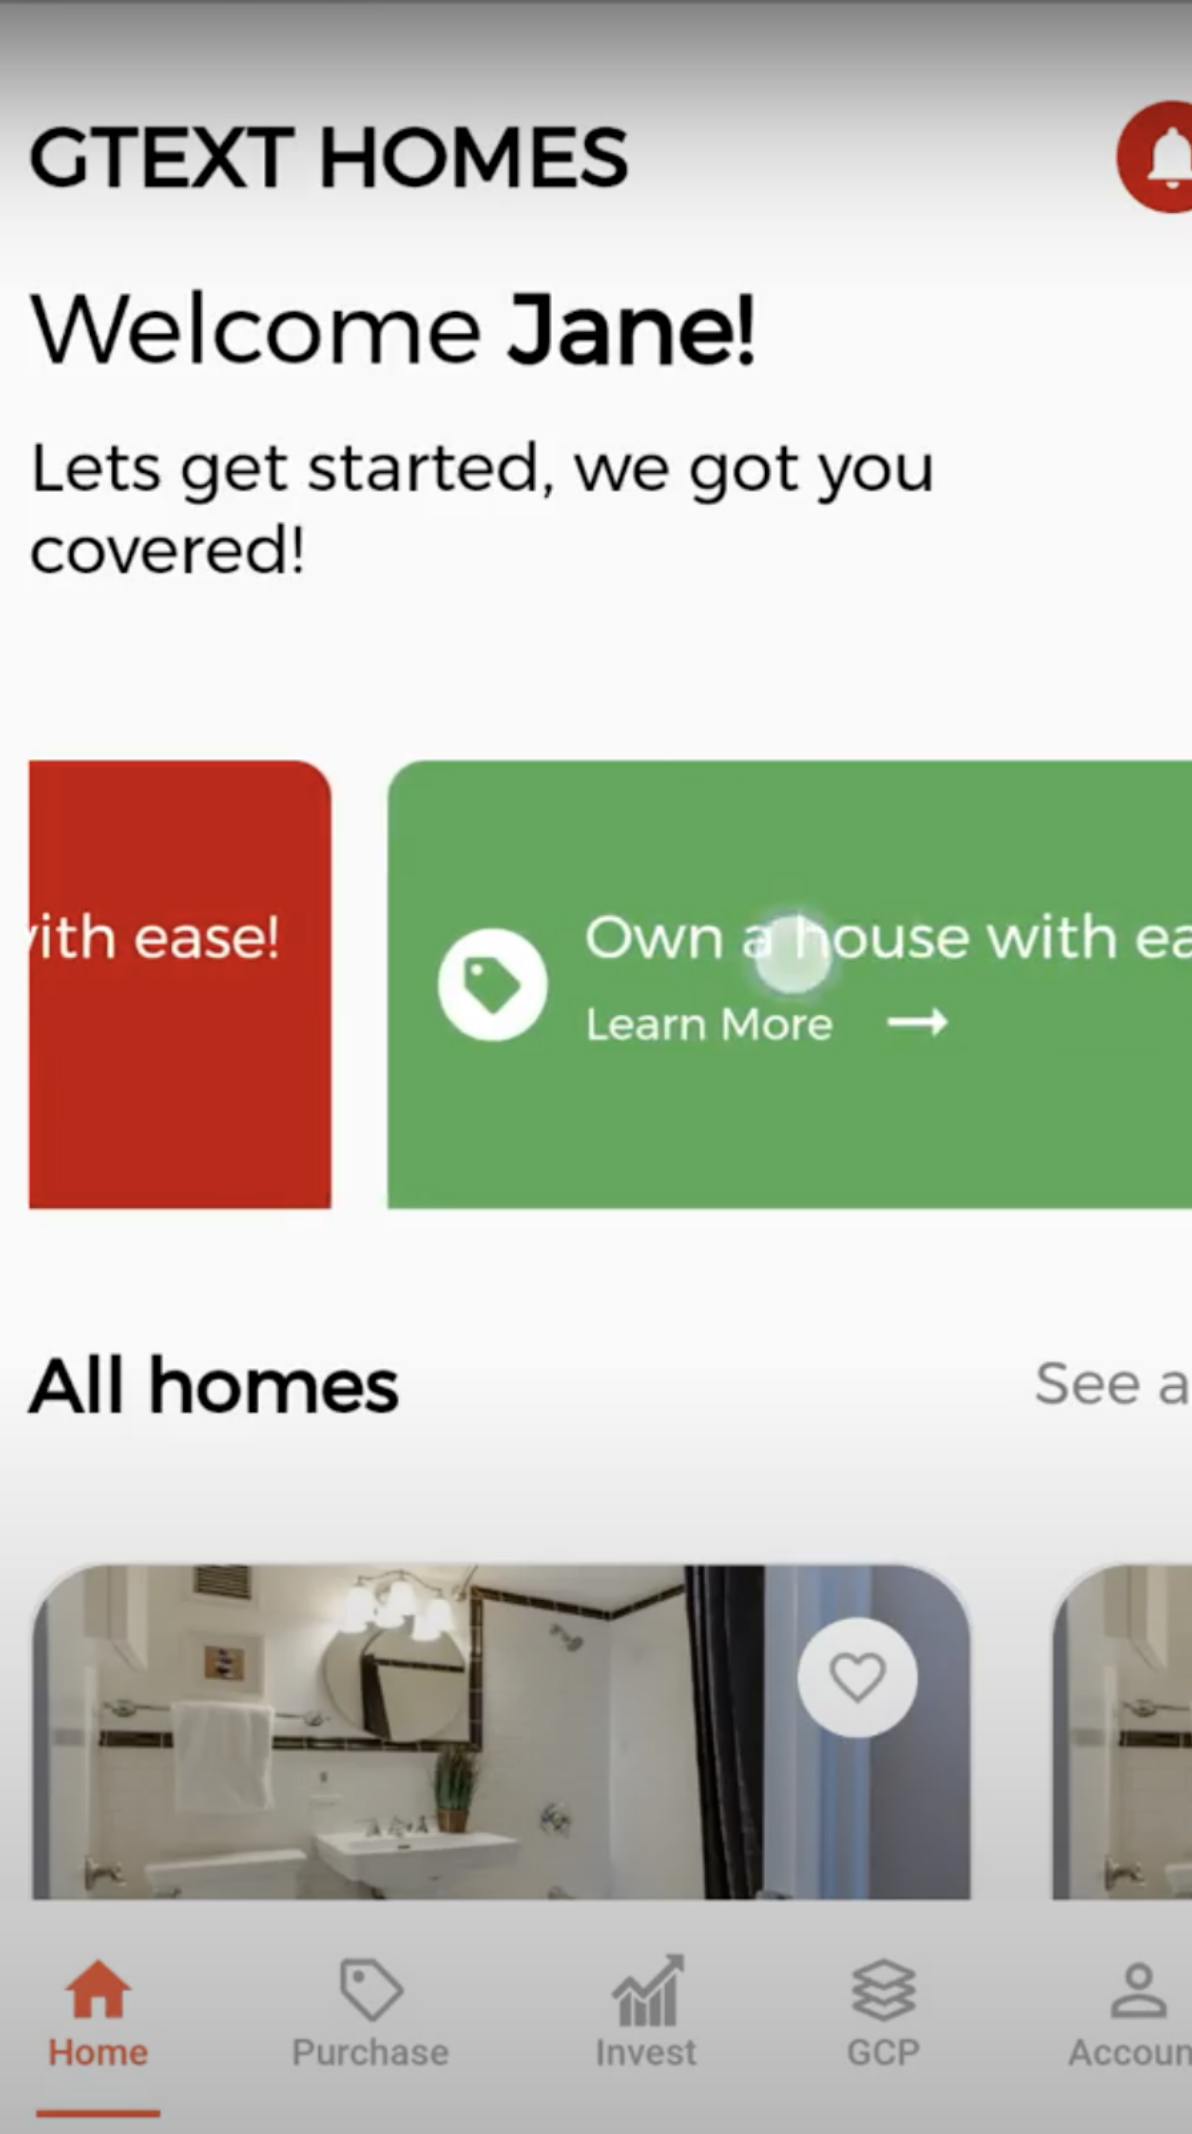 GTEXT HOMES
Welcome Jane!
Lets get started, we got you
covered!
ith ease!
Own a house with ea
Learn More
All homes
See a
Home
Purchase
Invest
GCP
Accoun